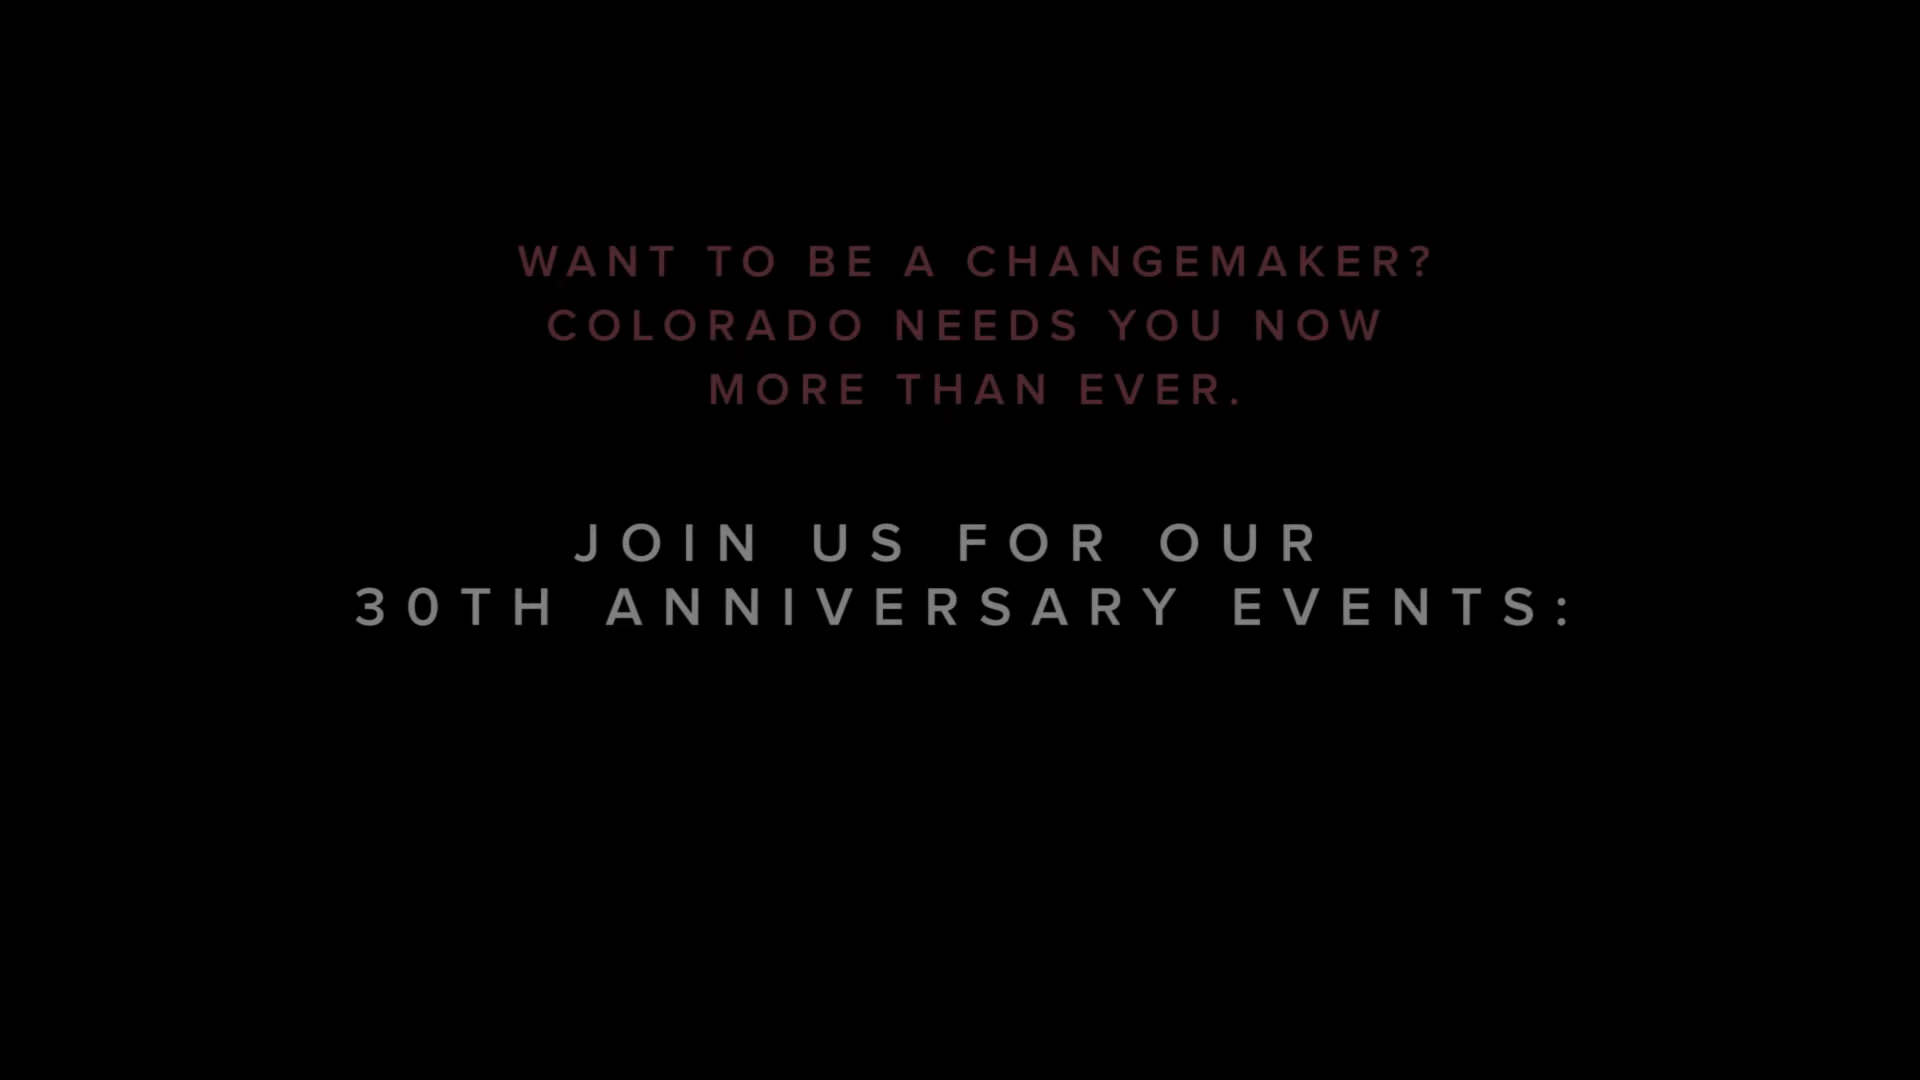 WANT TO BE A CHANGEMAKER?
COLORADO NEEDS YOU NOW
MORE THAN EVER.
JOIN US FOR OUR
30TH ANNIVERSARY EVENTS: